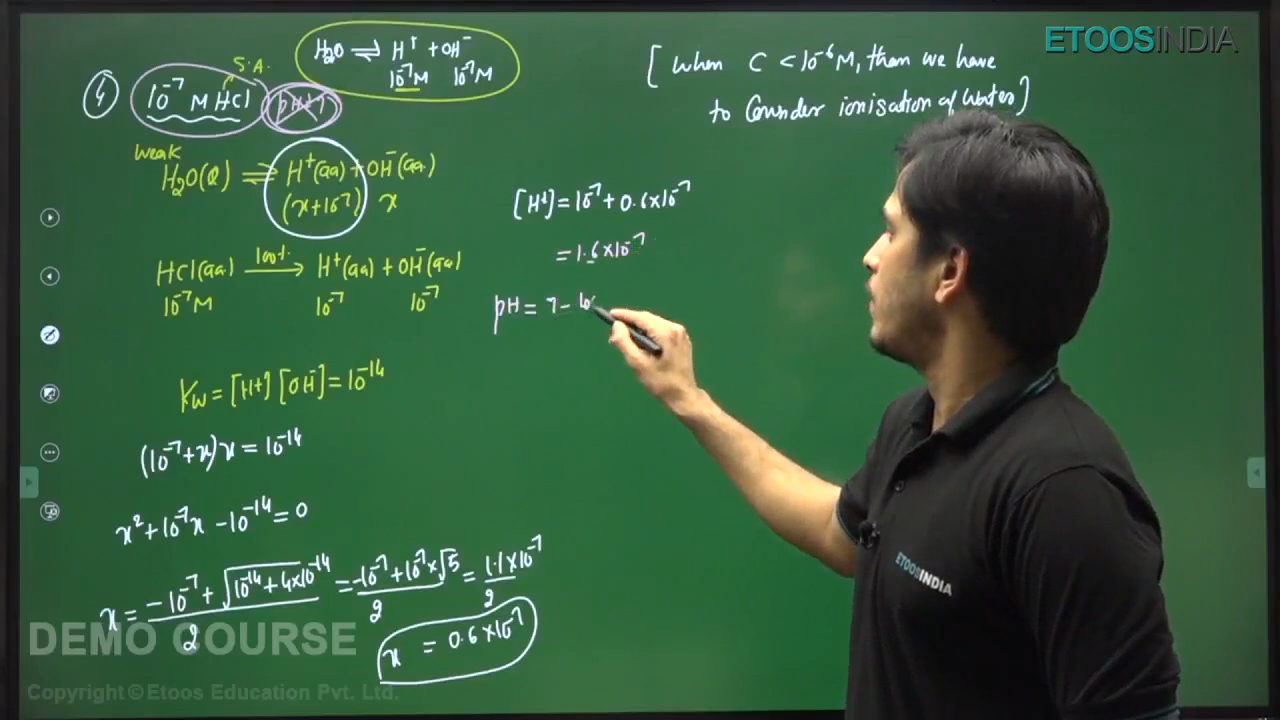 ETOOSINDIA
H₂O ⇌ H⁺ + OH⁻
10⁻⁷M 10⁻⁷M
S.A.
④ 10⁻⁷ M HCl
[When C < 10⁻⁶ M, then we have
to Consider ionisation of Water]
Weak
H₂O(l) ⇌ H⁺(aq) + OH⁻(aq)
(x+10⁻⁷) x
HCl(aq) 100% → H⁺(aq) + OH⁻(aq)
10⁻⁷M 10⁻⁷ 10⁻⁷
Kw = [H+] [OH⁻] = 10⁻¹⁴
(10⁻⁷+x)x = 10⁻¹⁴
x² + 10⁻⁷x - 10⁻¹⁴ = 0
x = -10⁻⁷ + √10⁻¹⁴ + 4x10⁻¹⁴ / 2 = -10⁻⁷ + 10⁻⁷ x √5 / 2 = 1.1 x 10⁻⁷ / 2
x = 0.6 x 10⁻⁷
[H⁺] = 10⁻⁷ + 0.6 x 10⁻⁷
= 1.6 x 10⁻⁷
pH = 7 - lo
ETOOSINDIA
DEMO COURSE
Copyright © Etoos Education Pvt. Ltd.